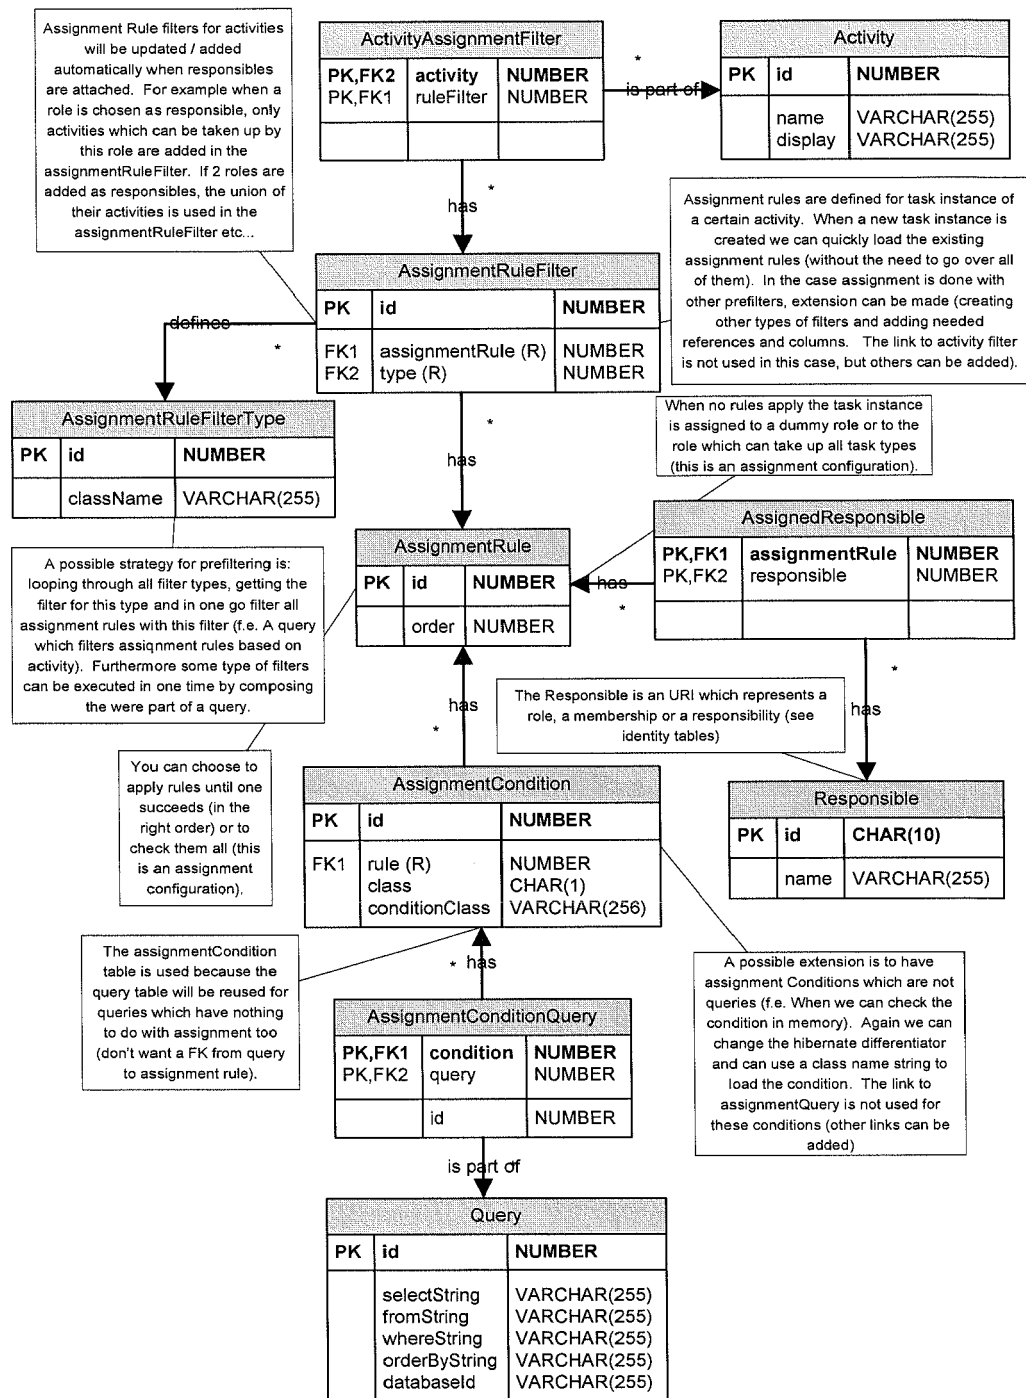 Assignment Rule filters for activities
will be updated / added
automatically when responsibles
are attached. For example when a
role is chosen as responsible, only
activities which can be taken up by
this role are added in the
assignmentRuleFilter. If 2 roles are
added as responsibles, the union of
their activities is used in the
assignmentRuleFilter etc...
ActivityAssignmentFilter
PK,FK2 activity NUMBER
PK,FK1 ruleFilter NUMBER
*
is part of
Activity
PK id NUMBER
name VARCHAR(255)
display VARCHAR(255)
*
has
Assignment rules are defined for task instance of
a certain activity. When a new task instance is
created we can quickly load the existing
assignment rules (without the need to go over all
of them). In the case assignment is done with
other prefilters, extension can be made (creating
other types of filters and adding needed
references and columns. The link to activity filter
is not used in this case, but others can be added).
AssignmentRuleFilter
PK id NUMBER
FK1 assignmentRule (R) NUMBER
FK2 type (R) NUMBER
defines
*
AssignmentRuleFilterType
PK id NUMBER
className VARCHAR(255)
*
has
When no rules apply the task instance
is assigned to a dummy role or to the
role which can take up all task types
(this is an assignment configuration).
AssignedResponsible
PK,FK1 assignmentRule NUMBER
PK,FK2 responsible NUMBER
has
*
AssignmentRule
PK id NUMBER
order NUMBER
A possible strategy for prefiltering is:
looping through all filter types, getting the
filter for this type and in one go filter all
assignment rules with this filter (f.e. A query
which filters assignment rules based on
activity). Furthermore some type of filters
can be executed in one time by composing
the were part of a query.
has
*
The Responsible is an URI which represents a
role, a membership or a responsibility (see
identity tables)
*
has
You can choose to
apply rules until one
succeeds (in the
right order) or to
check them all (this
is an assignment
configuration).
AssignmentCondition
PK id NUMBER
FK1 rule (R) NUMBER
class CHAR(1)
conditionClass VARCHAR(256)
Responsible
PK id CHAR(10)
name VARCHAR(255)
The assignmentCondition
table is used because the
query table will be reused for
queries which have nothing
to do with assignment too
(don't want a FK from query
to assignment rule).
* has
AssignmentConditionQuery
PK,FK1 condition NUMBER
PK,FK2 query NUMBER
id NUMBER
A possible extension is to have
assignment Conditions which are not
queries (f.e. When we can check the
condition in memory). Again we can
change the hibernate differentiator
and can use a class name string to
load the condition. The link to
assignmentQuery is not used for
these conditions (other links can be
added)
is part of
*
Query
PK id NUMBER
selectString VARCHAR(255)
fromString VARCHAR(255)
whereString VARCHAR(255)
orderByString VARCHAR(255)
databaseId VARCHAR(255)